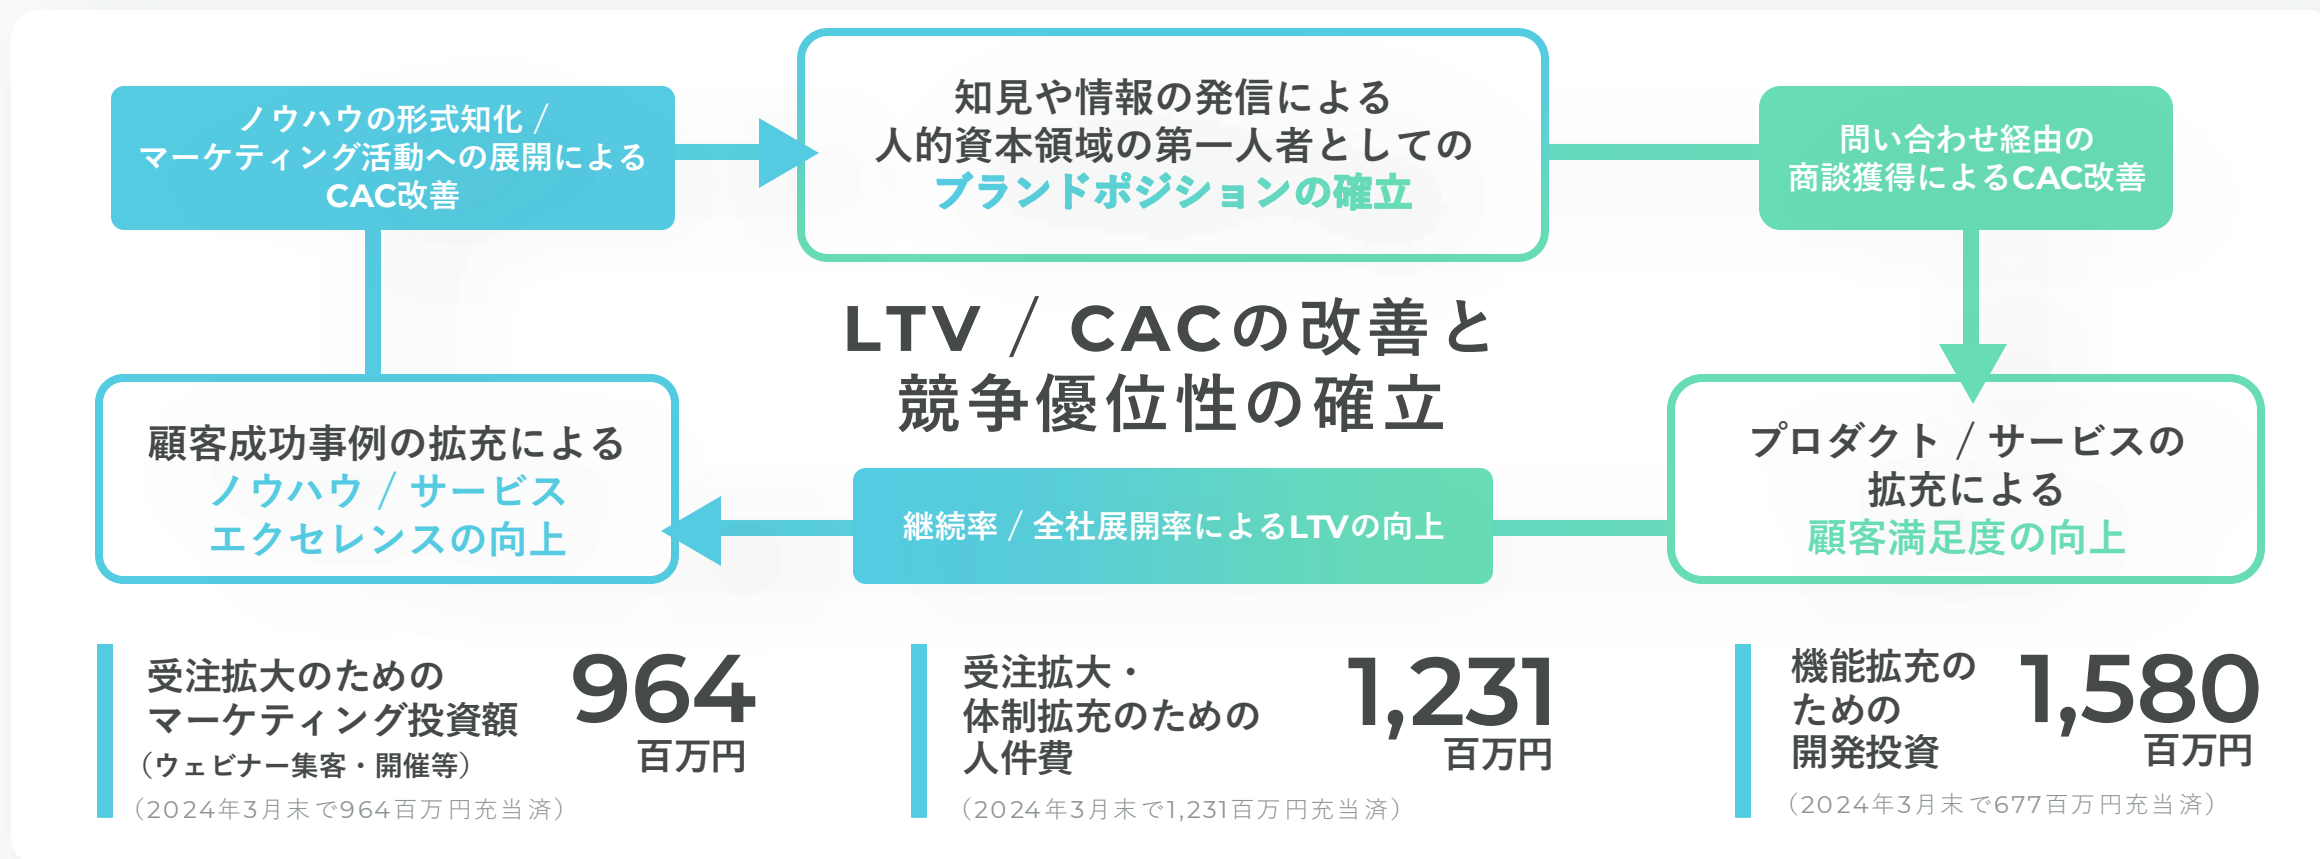 ノウハウの形式知化 /
マーケティング活動への展開による
CAC改善
知見や情報の発信による
人的資本領域の第一人者としての
ブランドポジションの確立
問い合わせ経由の
商談獲得によるCAC改善
LTV / CACの改善と
競争優位性の確立
顧客成功事例の拡充による
ノウハウ / サービス
エクセレンスの向上
継続率 / 全社展開率によるLTVの向上
プロダクト / サービスの
拡充による
顧客満足度の向上
受注拡大のための
マーケティング投資額
（ウェビナー集客・開催等）
964
百万円
（2024年3月末で964百万円充当済）
受注拡大・
体制拡充のための
人件費
1,231
百万円
（2024年3月末で1,231百万円充当済）
機能拡充の
ための
開発投資
1,580
百万円
（2024年3月末で677百万円充当済）